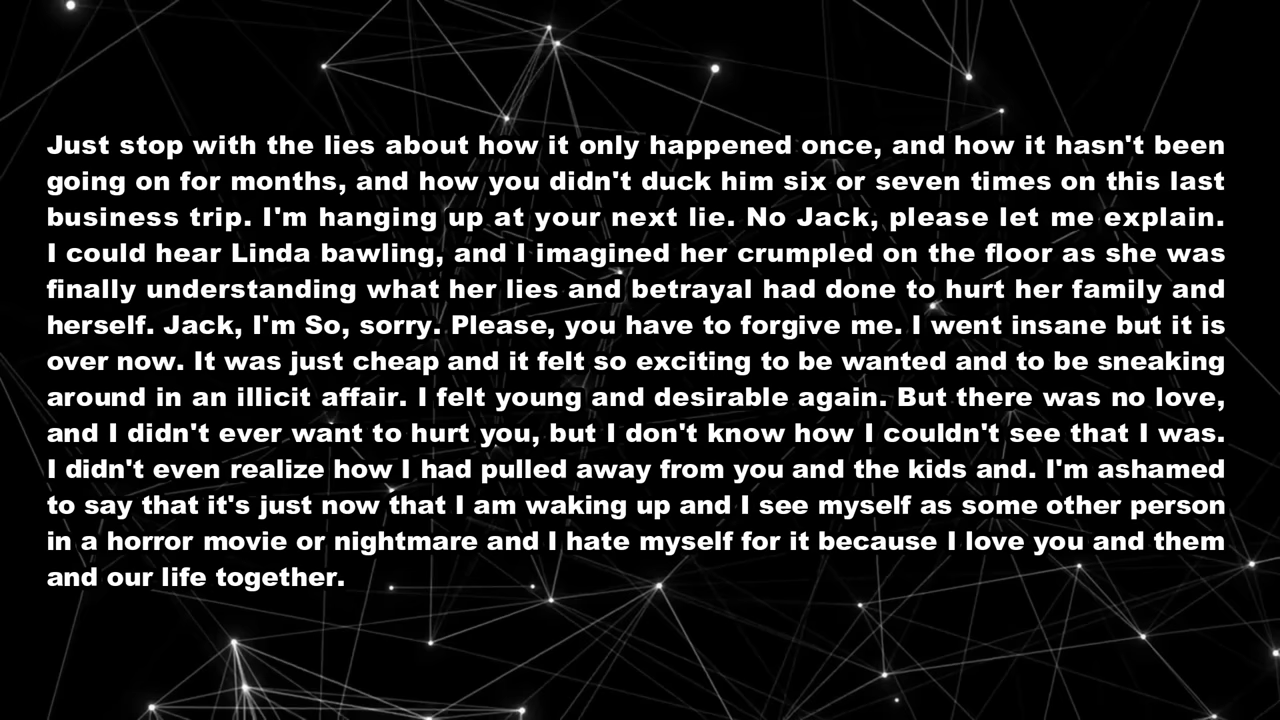 Just stop with the lies about how it only happened once, and how it hasn't been
going on for months, and how you didn't duck him six or seven times on this last
business trip. I'm hanging up at your next lie. No Jack, please let me explain.
I could hear Linda bawling, and I imagined her crumpled on the floor as she was
finally understanding what her lies and betrayal had done to hurt her family and
herself. Jack, I'm So, sorry. Please, you have to forgive me. I went insane but it is
over now. It was just cheap and it felt so exciting to be wanted and to be sneaking
around in an illicit affair. I felt young and desirable again. But there was no love,
and I didn't ever want to hurt you, but I don't know how I couldn't see that I was.
I didn't even realize how I had pulled away from you and the kids and. I'm ashamed
to say that it's just now that I am waking up and I see myself as some other person
in a horror movie or nightmare and I hate myself for it because I love you and them
and our life together.